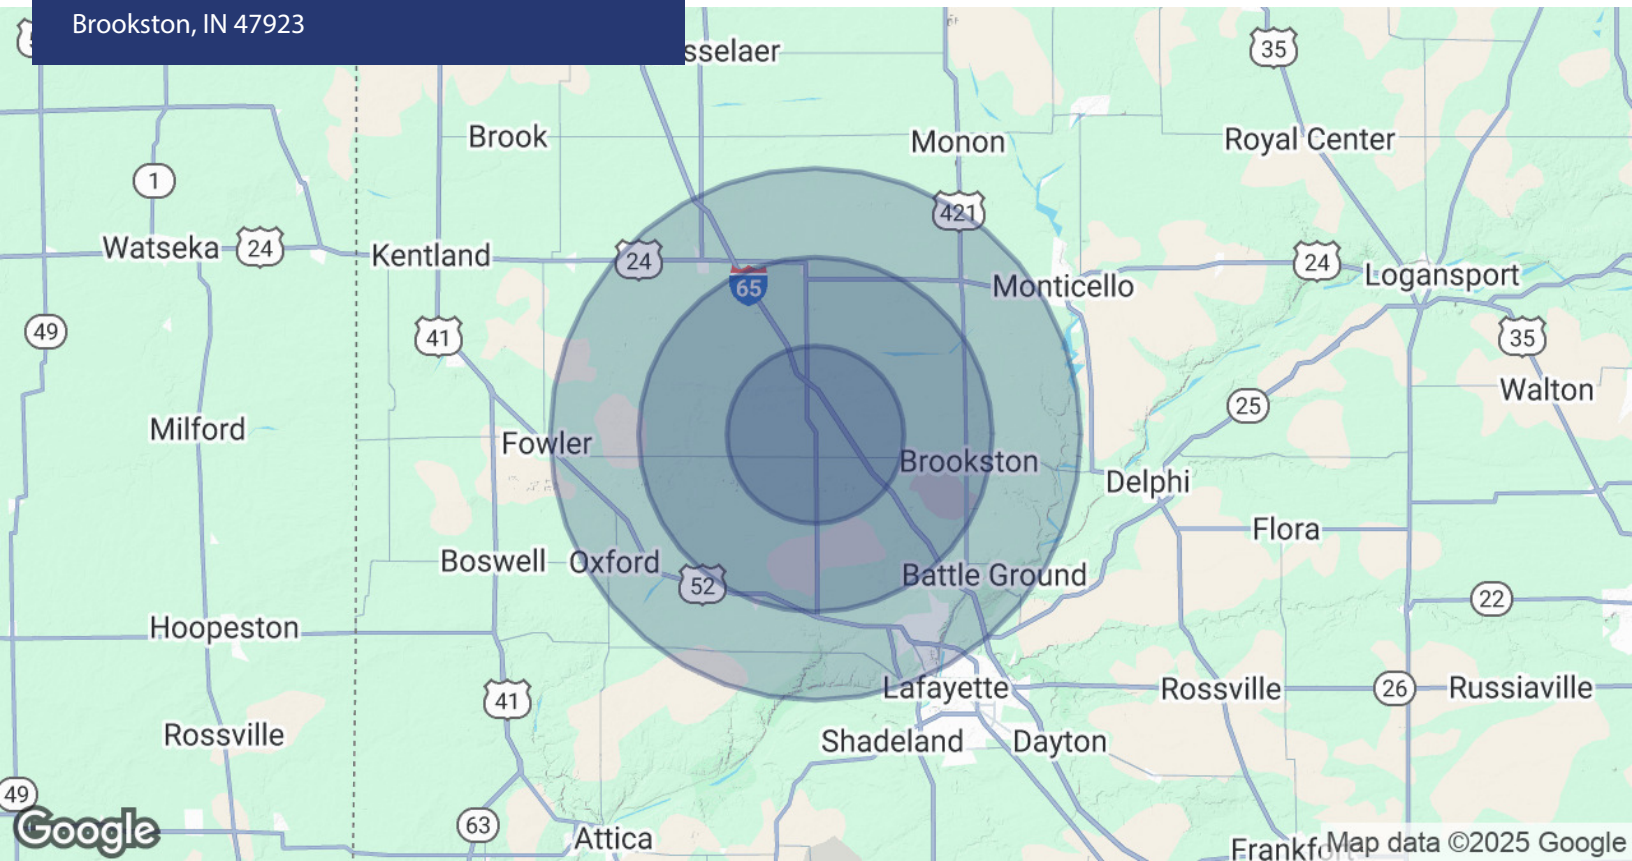 Brookston, IN 47923
sselaer
35
Brook
Monon
Royal Center
1
421
Watseka
24
Kentland
24
24
Logansport
65
Monticello
49
41
35
Walton
25
Milford
Fowler
Brookston
Delphi
Flora
Boswell
Oxford
52
Battle Ground
22
Hoopeston
41
Lafayette
Rossville
26
Russiaville
Rossville
Shadeland
Dayton
49
63
Google
Attica
Frankfort
Map data ©2025 Google